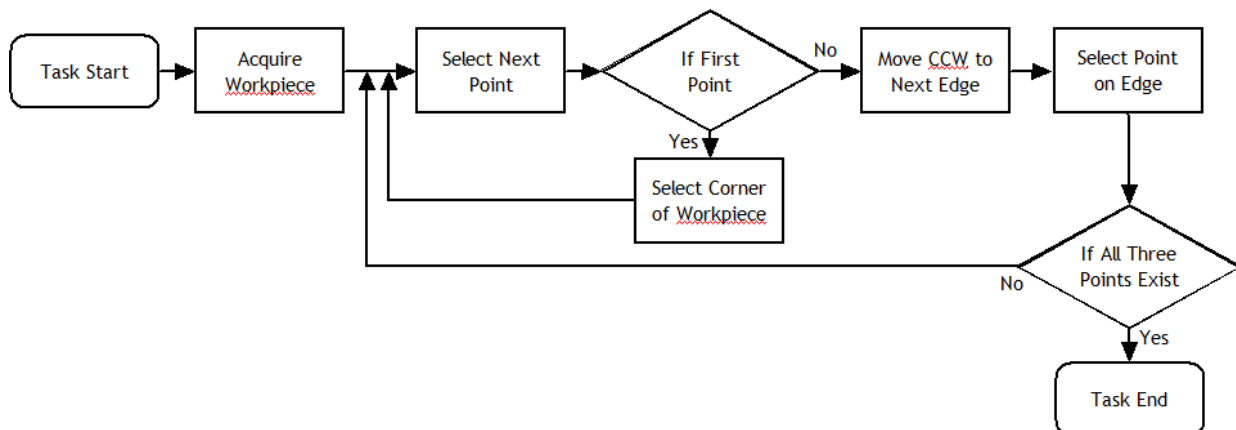 Task Start
Acquire
Workpiece
Select Next
Point
If First
Point
No
Move CCW to
Next Edge
Select Point
on Edge
Yes
Select Corner
of Workpiece
If All Three
Points Exist
No
Yes
Task End